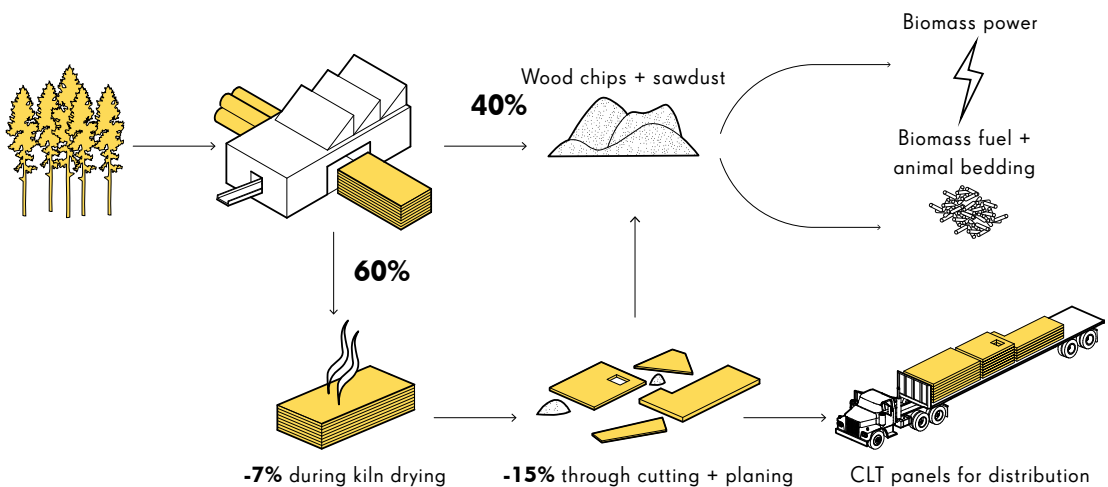 Biomass power
Wood chips + sawdust
40%
Biomass fuel +
animal bedding
60%
-7% during kiln drying
-15% through cutting + planing
CLT panels for distribution